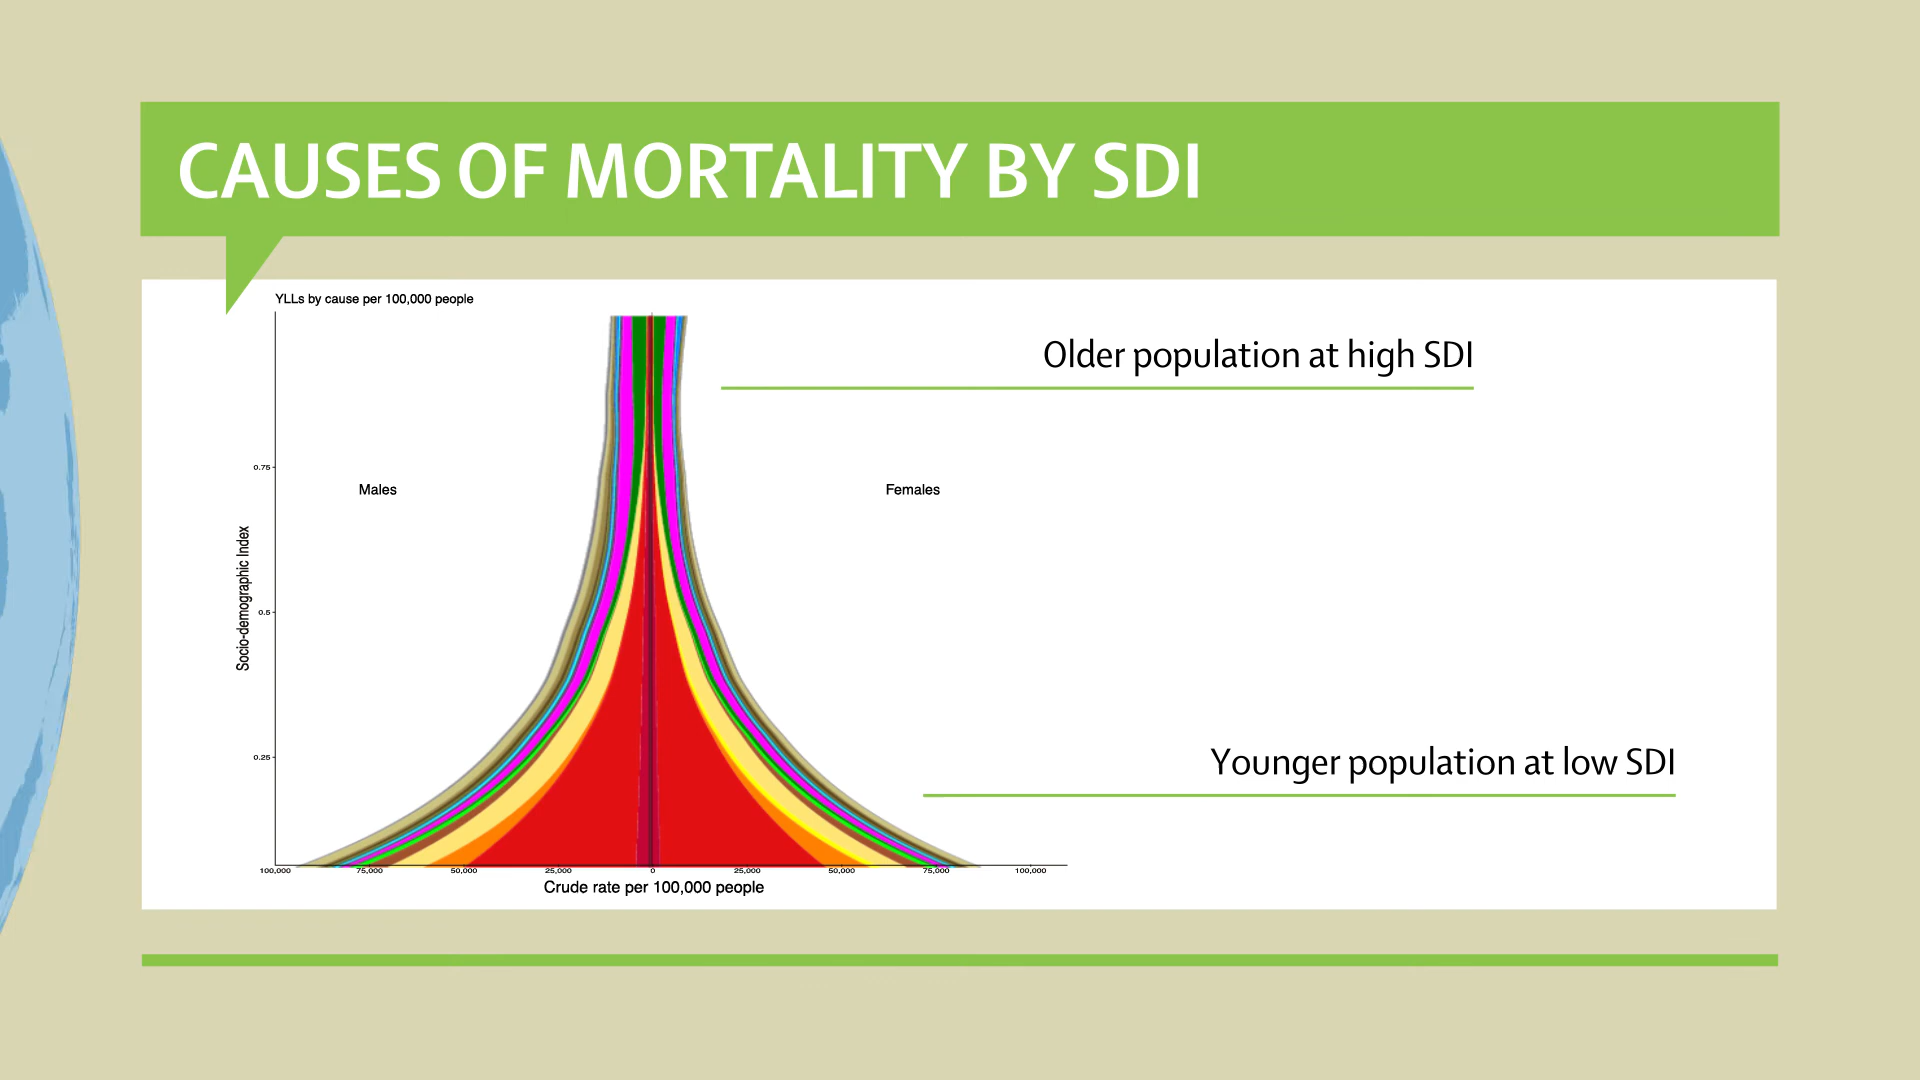 CAUSES OF MORTALITY BY SDI
YLLs by cause per 100,000 people
Older population at high SDI
0.75
Males
Females
Socio-demographic Index
0.5
0.25
Younger population at low SDI
100,000 75,000 50,000 25,000 0 25,000 50,000 75,000 100,000
Crude rate per 100,000 people